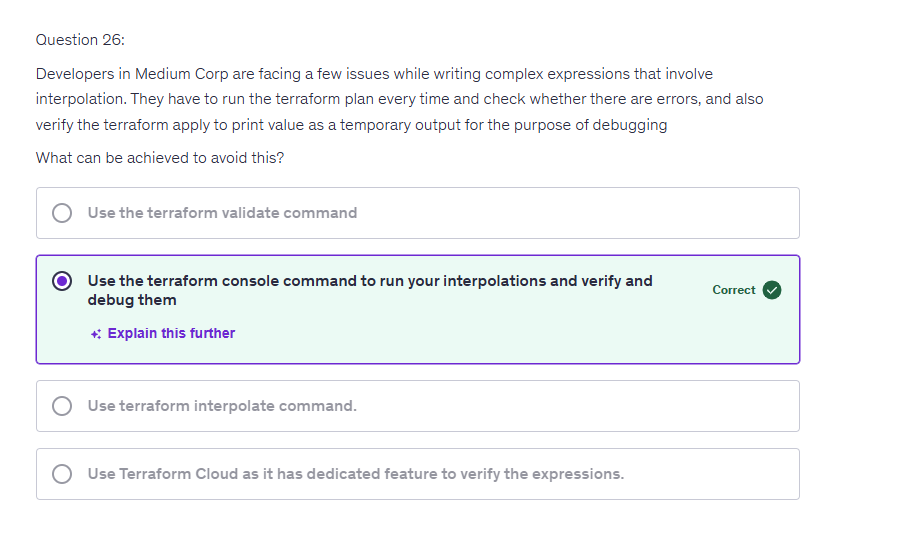 Question 26:
Developers in Medium Corp are facing a few issues while writing complex expressions that involve
interpolation. They have to run the terraform plan every time and check whether there are errors, and also
verify the terraform apply to print value as a temporary output for the purpose of debugging
What can be achieved to avoid this?
Use the terraform validate command
Use the terraform console command to run your interpolations and verify and
debug them
Correct
Explain this further
Use terraform interpolate command.
Use Terraform Cloud as it has dedicated feature to verify the expressions.